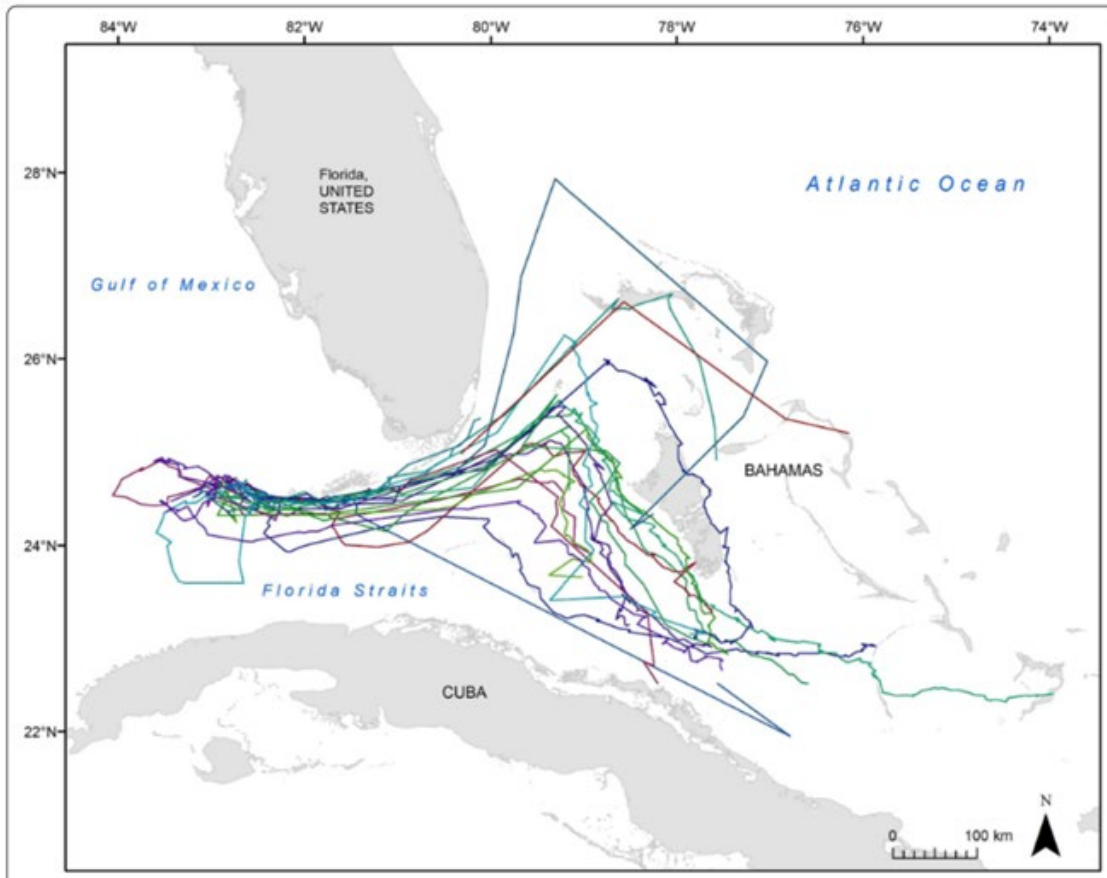 84°W 82°W 80°W 78°W 76°W 74°W
28°N
Florida,
UNITED
STATES
Atlantic Ocean
Gulf of Mexico
26°N
BAHAMAS
24°N
Florida Straits
CUBA
22°N
N
0 100 km